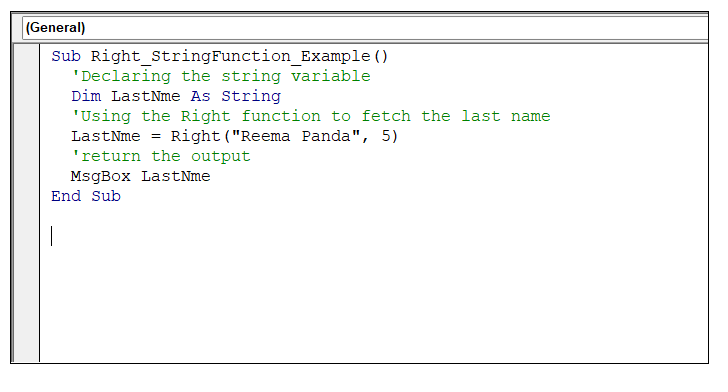 (General)
Sub Right_StringFunction_Example()
'Declaring the string variable
Dim LastNme As String
'Using the Right function to fetch the last name
LastNme = Right("Reema Panda", 5)
'return the output
MsgBox LastNme
End Sub